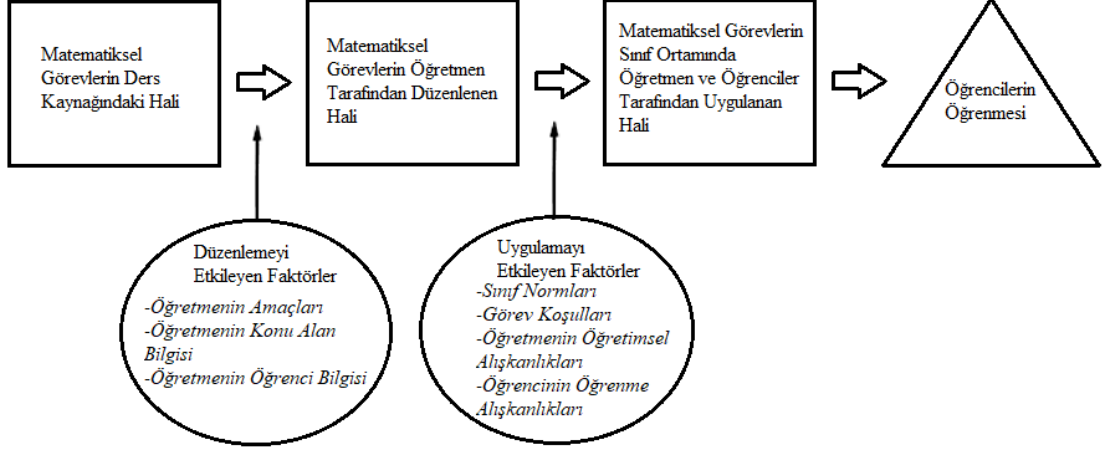 Matematiksel
Görevlerin Ders
Kaynağındaki Hali
Matematiksel
Görevlerin Öğretmen
Tarafından Düzenlenen
Hali
Matematiksel Görevlerin
Sınıf Ortamında
Öğretmen ve Öğrenciler
Tarafından Uygulanan
Hali
Öğrencilerin
Öğrenmesi
Düzenlemeyi
Etkileyen Faktörler
-Öğretmenin Amaçları
-Öğretmenin Konu Alan
Bilgisi
-Öğretmenin Öğrenci Bilgisi
Uygulamayı
Etkileyen Faktörler
-Sınıf Normları
-Görev Koşulları
-Öğretmenin Öğretimsel
Alışkanlıkları
-Öğrencinin Öğrenme
Alışkanlıkları